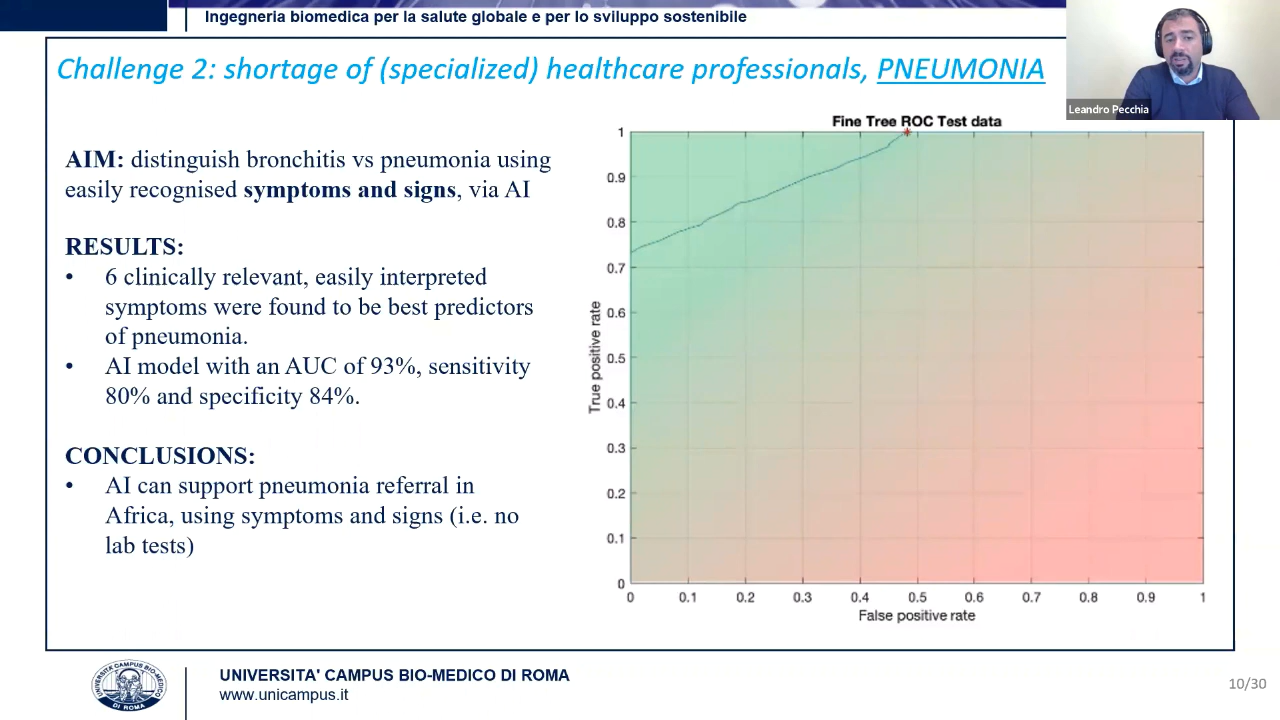 Ingegneria biomedica per la salute globale e per lo sviluppo sostenibile
Challenge 2: shortage of (specialized) healthcare professionals, PNEUMONIA
Leandro Pecchia
AIM: distinguish bronchitis vs pneumonia using
easily recognised symptoms and signs, via AI
RESULTS:
• 6 clinically relevant, easily interpreted
symptoms were found to be best predictors
of pneumonia.
• AI model with an AUC of 93%, sensitivity
80% and specificity 84%.
CONCLUSIONS:
• AI can support pneumonia referral in
Africa, using symptoms and signs (i.e. no
lab tests)
Fine Tree ROC Test data
True positive rate
1
0.9
0.8
0.7
0.6
0.5
0.4
0.3
0.2
0.1
0
0 0.1 0.2 0.3 0.4 0.5 0.6 0.7 0.8 0.9 1
False positive rate
UNIVERSITA' CAMPUS BIO-MEDICO DI ROMA
www.unicampus.it
UNIVERSITÀ CAMPUS BIO-MEDICO
DI ROMA
10/30